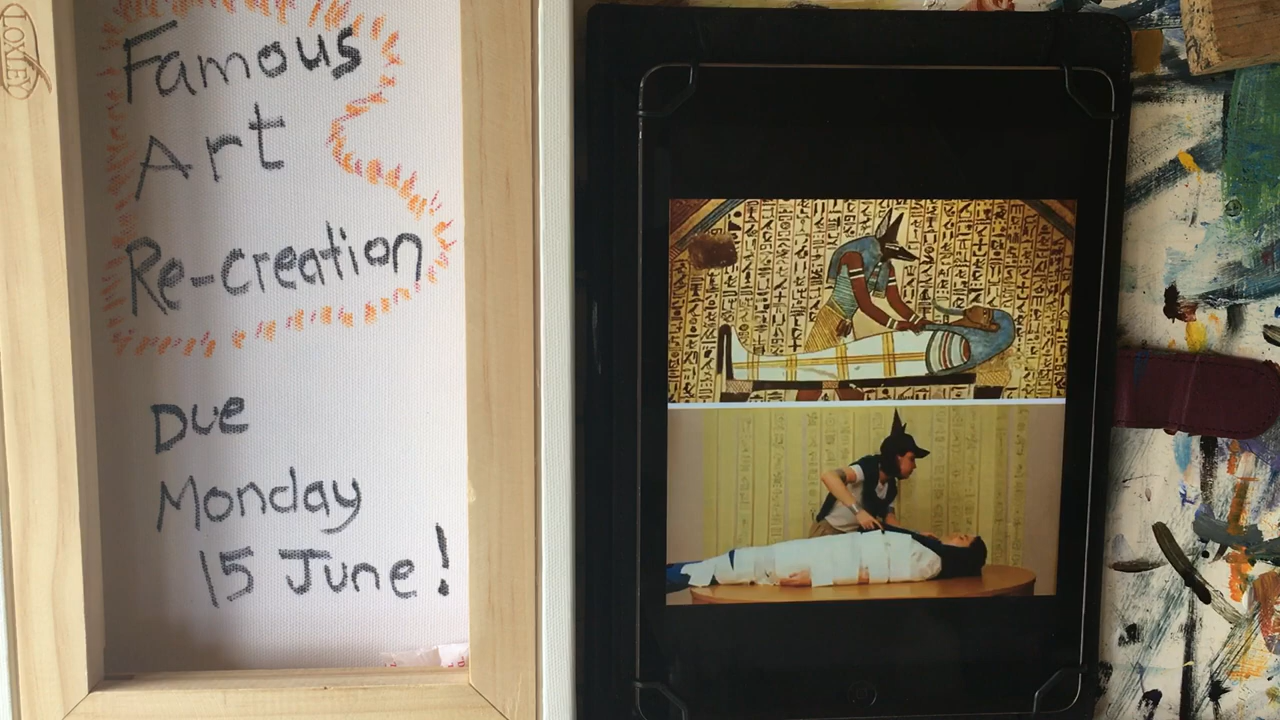 LOXLEY
Famous
Art
Re-creation
Due
Monday
15 June!